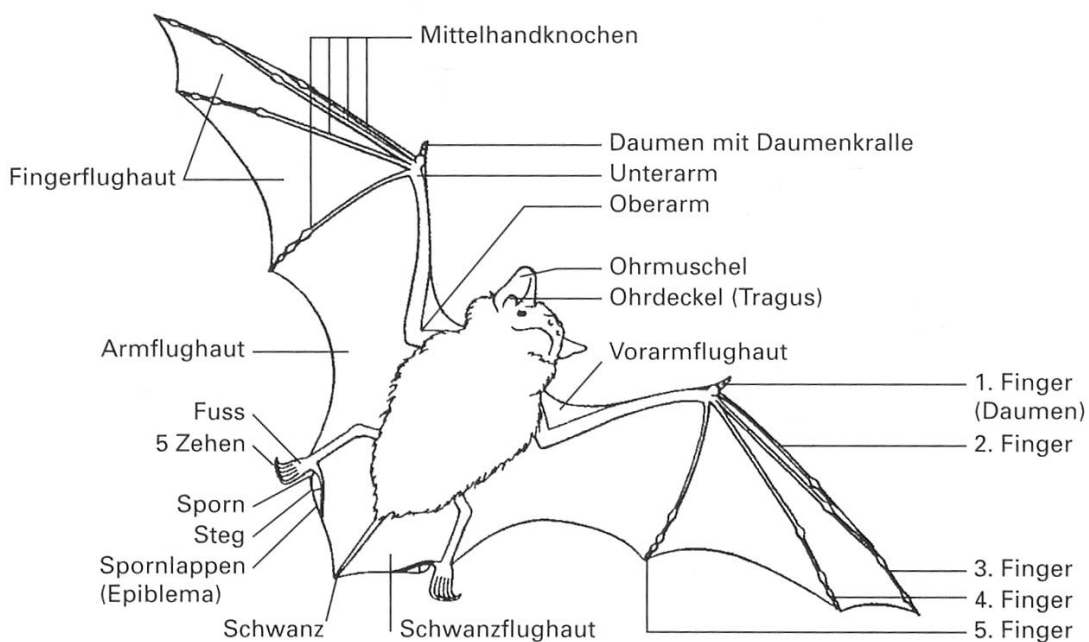 Mittelhandknochen
Daumen mit Daumenkralle
Fingerflughaut
Unterarm
Oberarm
Ohrmuschel
Ohrdeckel (Tragus)
Armflughaut
Vorarmflughaut
1. Finger
(Daumen)
Fuss
2. Finger
5 Zehen
Sporn
Steg
Spornlappen
(Epiblema)
3. Finger
4. Finger
Schwanz
Schwanzflughaut
5. Finger